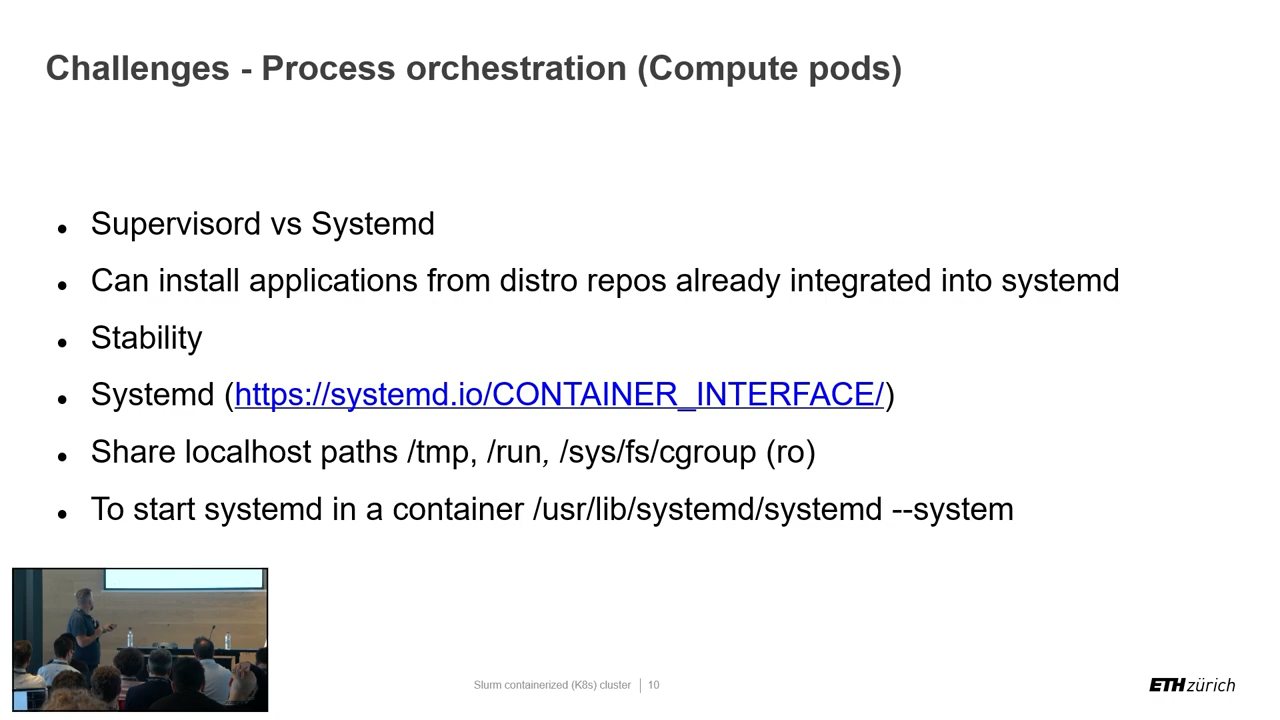 Challenges - Process orchestration (Compute pods)
Supervisord vs Systemd
Can install applications from distro repos already integrated into systemd
Stability
Systemd (https://systemd.io/CONTAINER_INTERFACE/)
Share localhost paths /tmp, /run, /sys/fs/cgroup (ro)
To start systemd in a container /usr/lib/systemd/systemd --system
Slurm containerized (K8s) cluster | 10
ETH zürich